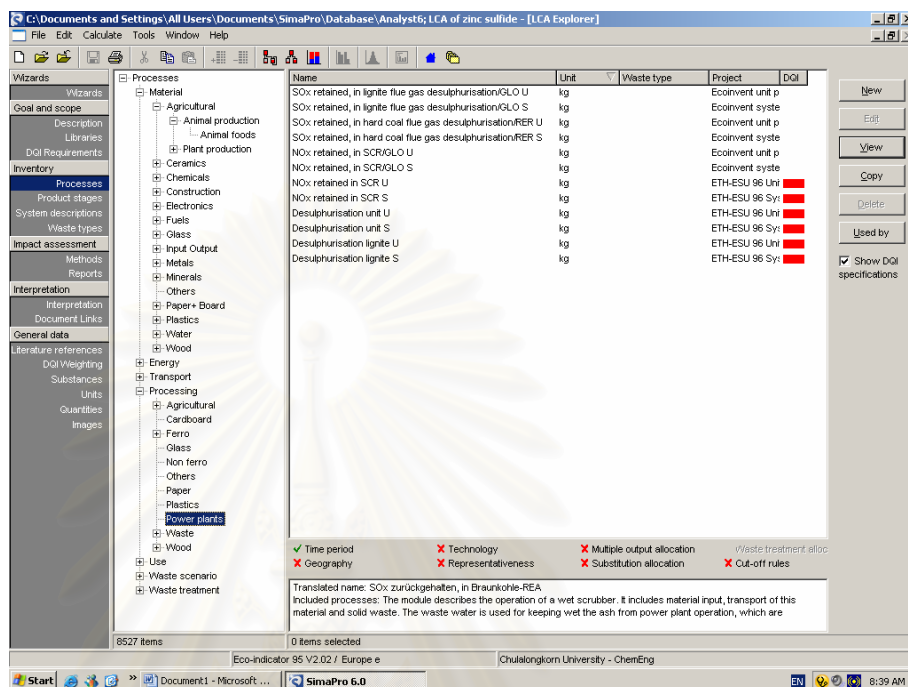 C:\Documents and Settings\All Users\Documents\SimaPro\Database\Analyst6; LCA of zinc sulfide - [LCA Explorer]
File Edit Calculate Tools Window Help
Wizards
Wizards
Goal and scope
Description
Libraries
DQI Requirements
Inventory
Processes
Product stages
System descriptions
Waste types
Impact assessment
Methods
Reports
Interpretation
Interpretation
Document Links
General data
Literature references
DQI Weighting
Substances
Units
Quantities
Images
Processes
Material
Agricultural
Animal production
Animal foods
Plant production
Ceramics
Chemicals
Construction
Electronics
Fuels
Glass
Input Output
Metals
Minerals
Others
Paper+ Board
Plastics
Water
Wood
Energy
Transport
Processing
Agricultural
Cardboard
Ferro
Glass
Non ferro
Others
Paper
Plastics
Power plants
Waste
Wood
Use
Waste scenario
Waste treatment
Name Unit Waste type Project DQI
SOx retained, in lignite flue gas desulphurisation/GLO U kg Ecoinvent unit p
SOx retained, in lignite flue gas desulphurisation/GLO S kg Ecoinvent syste
SOx retained, in hard coal flue gas desulphurisation/RER U kg Ecoinvent unit p
SOx retained, in hard coal flue gas desulphurisation/RER S kg Ecoinvent syste
NOx retained, in SCR/GLO U kg Ecoinvent unit p
NOx retained, in SCR/GLO S kg Ecoinvent syste
NOx retained in SCR U kg ETH-ESU 96 Uni
NOx retained in SCR S kg ETH-ESU 96 Sy:
Desulphurisation unit U kg ETH-ESU 96 Uni
Desulphurisation unit S kg ETH-ESU 96 Sy:
Desulphurisation lignite U kg ETH-ESU 96 Uni
Desulphurisation lignite S kg ETH-ESU 96 Sy:
New
Edit
View
Copy
Delete
Used by
Show DQI
specifications
Time period Technology Multiple output allocation Waste treatment alloc
Geography Representativeness Substitution allocation Cut-off rules
Translated name: SOx zurückgehalten, in Braunkohle-REA
Included processes: The module describes the operation of a wet scrubber. It includes material input, transport of this
material and solid waste. The waste water is used for keeping wet the ash from power plant operation, which are
8527 items 0 items selected
Eco-indicator 95 V2.02 / Europe e Chulalongkorn University - ChemEng
Start Document1 - Microsoft ... SimaPro 6.0 EN 8:39 AM